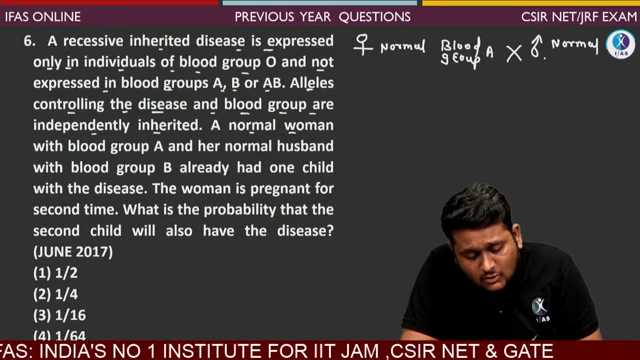 IFAS ONLINE PREVIOUS YEAR QUESTIONS CSIR NET/JRF EXAM
6. A recessive inherited disease is expressed
only in individuals of blood group O and not
expressed in blood groups A, B or AB. Alleles
controlling the disease and blood group are
independently inherited. A normal woman
with blood group A and her normal husband
with blood group B already had one child
with the disease. The woman is pregnant for
second time. What is the probability that the
second child will also have the disease?
(JUNE 2017)
(1) 1/2
(2) 1/4
(3) 1/16
(4) 1/64
♀ Normal Blood group A × ♂ Normal
IFAS
IFAS
FAS: INDIA'S NO 1 INSTITUTE FOR IIT JAM ,CSIR NET & GATE